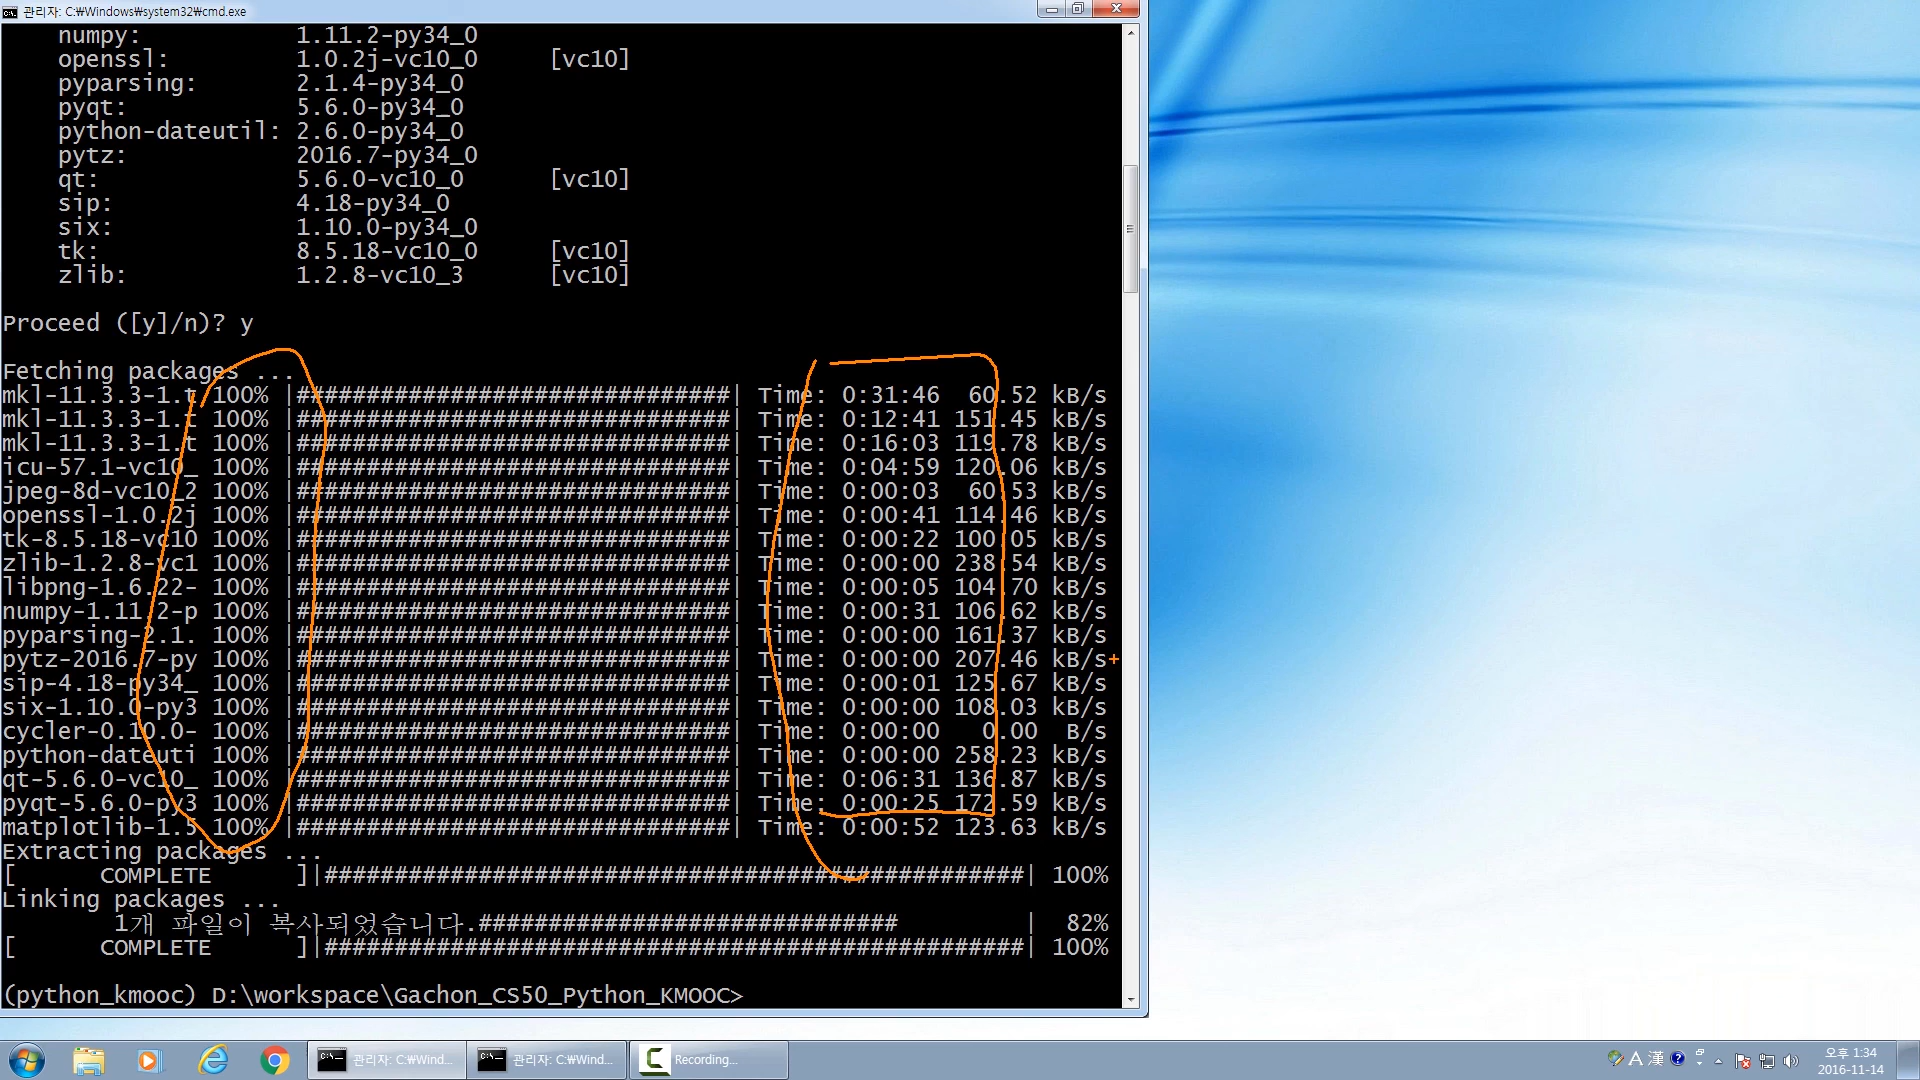 관리자: C:₩Windows₩system32₩cmd.exe
numpy: 1.11.2-py34_0
openssl: 1.0.2j-vc10_0 [vc10]
pyparsing: 2.1.4-py34_0
pyqt: 5.6.0-py34_0
python-dateutil: 2.6.0-py34_0
pytz: 2016.7-py34_0
qt: 5.6.0-vc10_0 [vc10]
sip: 4.18-py34_0
six: 1.10.0-py34_0
tk: 8.5.18-vc10_0 [vc10]
zlib: 1.2.8-vc10_3 [vc10]
Proceed ([y]/n)? y
Fetching packages ...
mkl-11.3.3-1.t 100% |###############################| Time: 0:31:46 60.52 kB/s
mkl-11.3.3-1.t 100% |###############################| Time: 0:12:41 151.45 kB/s
mkl-11.3.3-1.t 100% |###############################| Time: 0:16:03 119.78 kB/s
icu-57.1-vc10_ 100% |###############################| Time: 0:04:59 120.06 kB/s
jpeg-8d-vc10_2 100% |###############################| Time: 0:00:03 60.53 kB/s
openssl-1.0.2j 100% |###############################| Time: 0:00:41 114.46 kB/s
tk-8.5.18-vc10 100% |###############################| Time: 0:00:22 100.05 kB/s
zlib-1.2.8-vc1 100% |###############################| Time: 0:00:00 238.54 kB/s
libpng-1.6.22- 100% |###############################| Time: 0:00:05 104.70 kB/s
numpy-1.11.2-p 100% |###############################| Time: 0:00:31 106.62 kB/s
pyparsing-2.1. 100% |###############################| Time: 0:00:00 161.37 kB/s
pytz-2016.7-py 100% |###############################| Time: 0:00:00 207.46 kB/s
sip-4.18-py34_ 100% |###############################| Time: 0:00:01 125.67 kB/s
six-1.10.0-py3 100% |###############################| Time: 0:00:00 108.03 kB/s
cycler-0.10.0- 100% |###############################| Time: 0:00:00 0.00 B/s
python-dateuti 100% |###############################| Time: 0:00:00 258.23 kB/s
qt-5.6.0-vc10_ 100% |###############################| Time: 0:06:31 136.87 kB/s
pyqt-5.6.0-py3 100% |###############################| Time: 0:00:25 172.59 kB/s
matplotlib-1.5 100% |###############################| Time: 0:00:52 123.63 kB/s
Extracting packages ...
[ COMPLETE ]|##################################################| 100%
Linking packages ...
1개 파일이 복사되었습니다.############################## | 82%
[ COMPLETE ]|##################################################| 100%
(python_kmooc) D:\workspace\Gachon_CS50_Python_KMOOC>
관리자: C:₩Wind...
관리자: C:₩Wind...
Recording...
A 漢
오후 1:34
2016-11-14